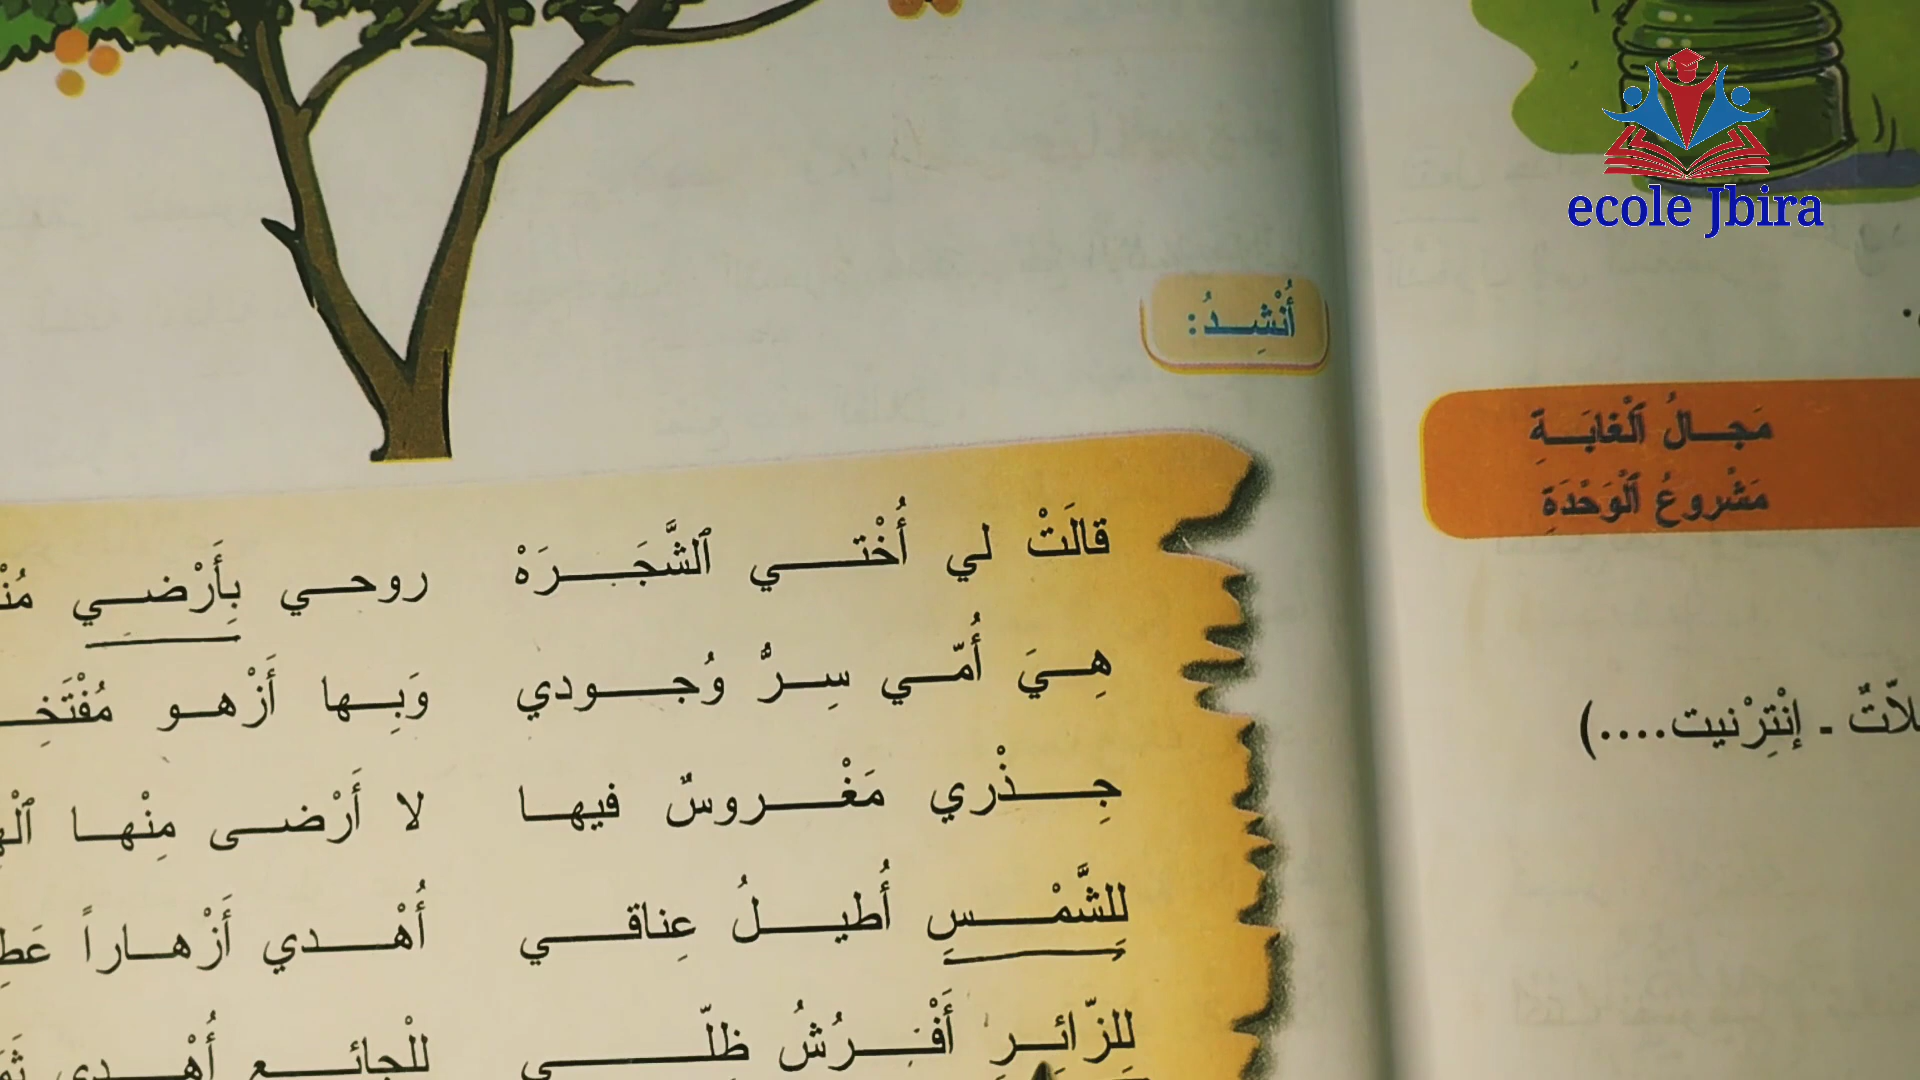 ecole Jbira
أُنْشِدُ:
مَجالُ ٱلْغابَةِ
مَشْروعُ ٱلْوَحْدَةِ
قالَتْ لي أُخْتي ٱلشَّجَرَهْ روحي بِأَرْضي
هِيَ أُمّي سِرُّ وُجودي وَبِها أَزْهو
جِذْري مَغْروسٌ فيها لا أَرْضى مِنْها
لِلشَّمْسِ أُطيلُ عِناقي أُهْدي أَزْهاراً
لِلزّائِرِ أَفْرُشُ ظِلّي لِلْجائِعِ أُهْدي
إِنْتِرْنيت....)